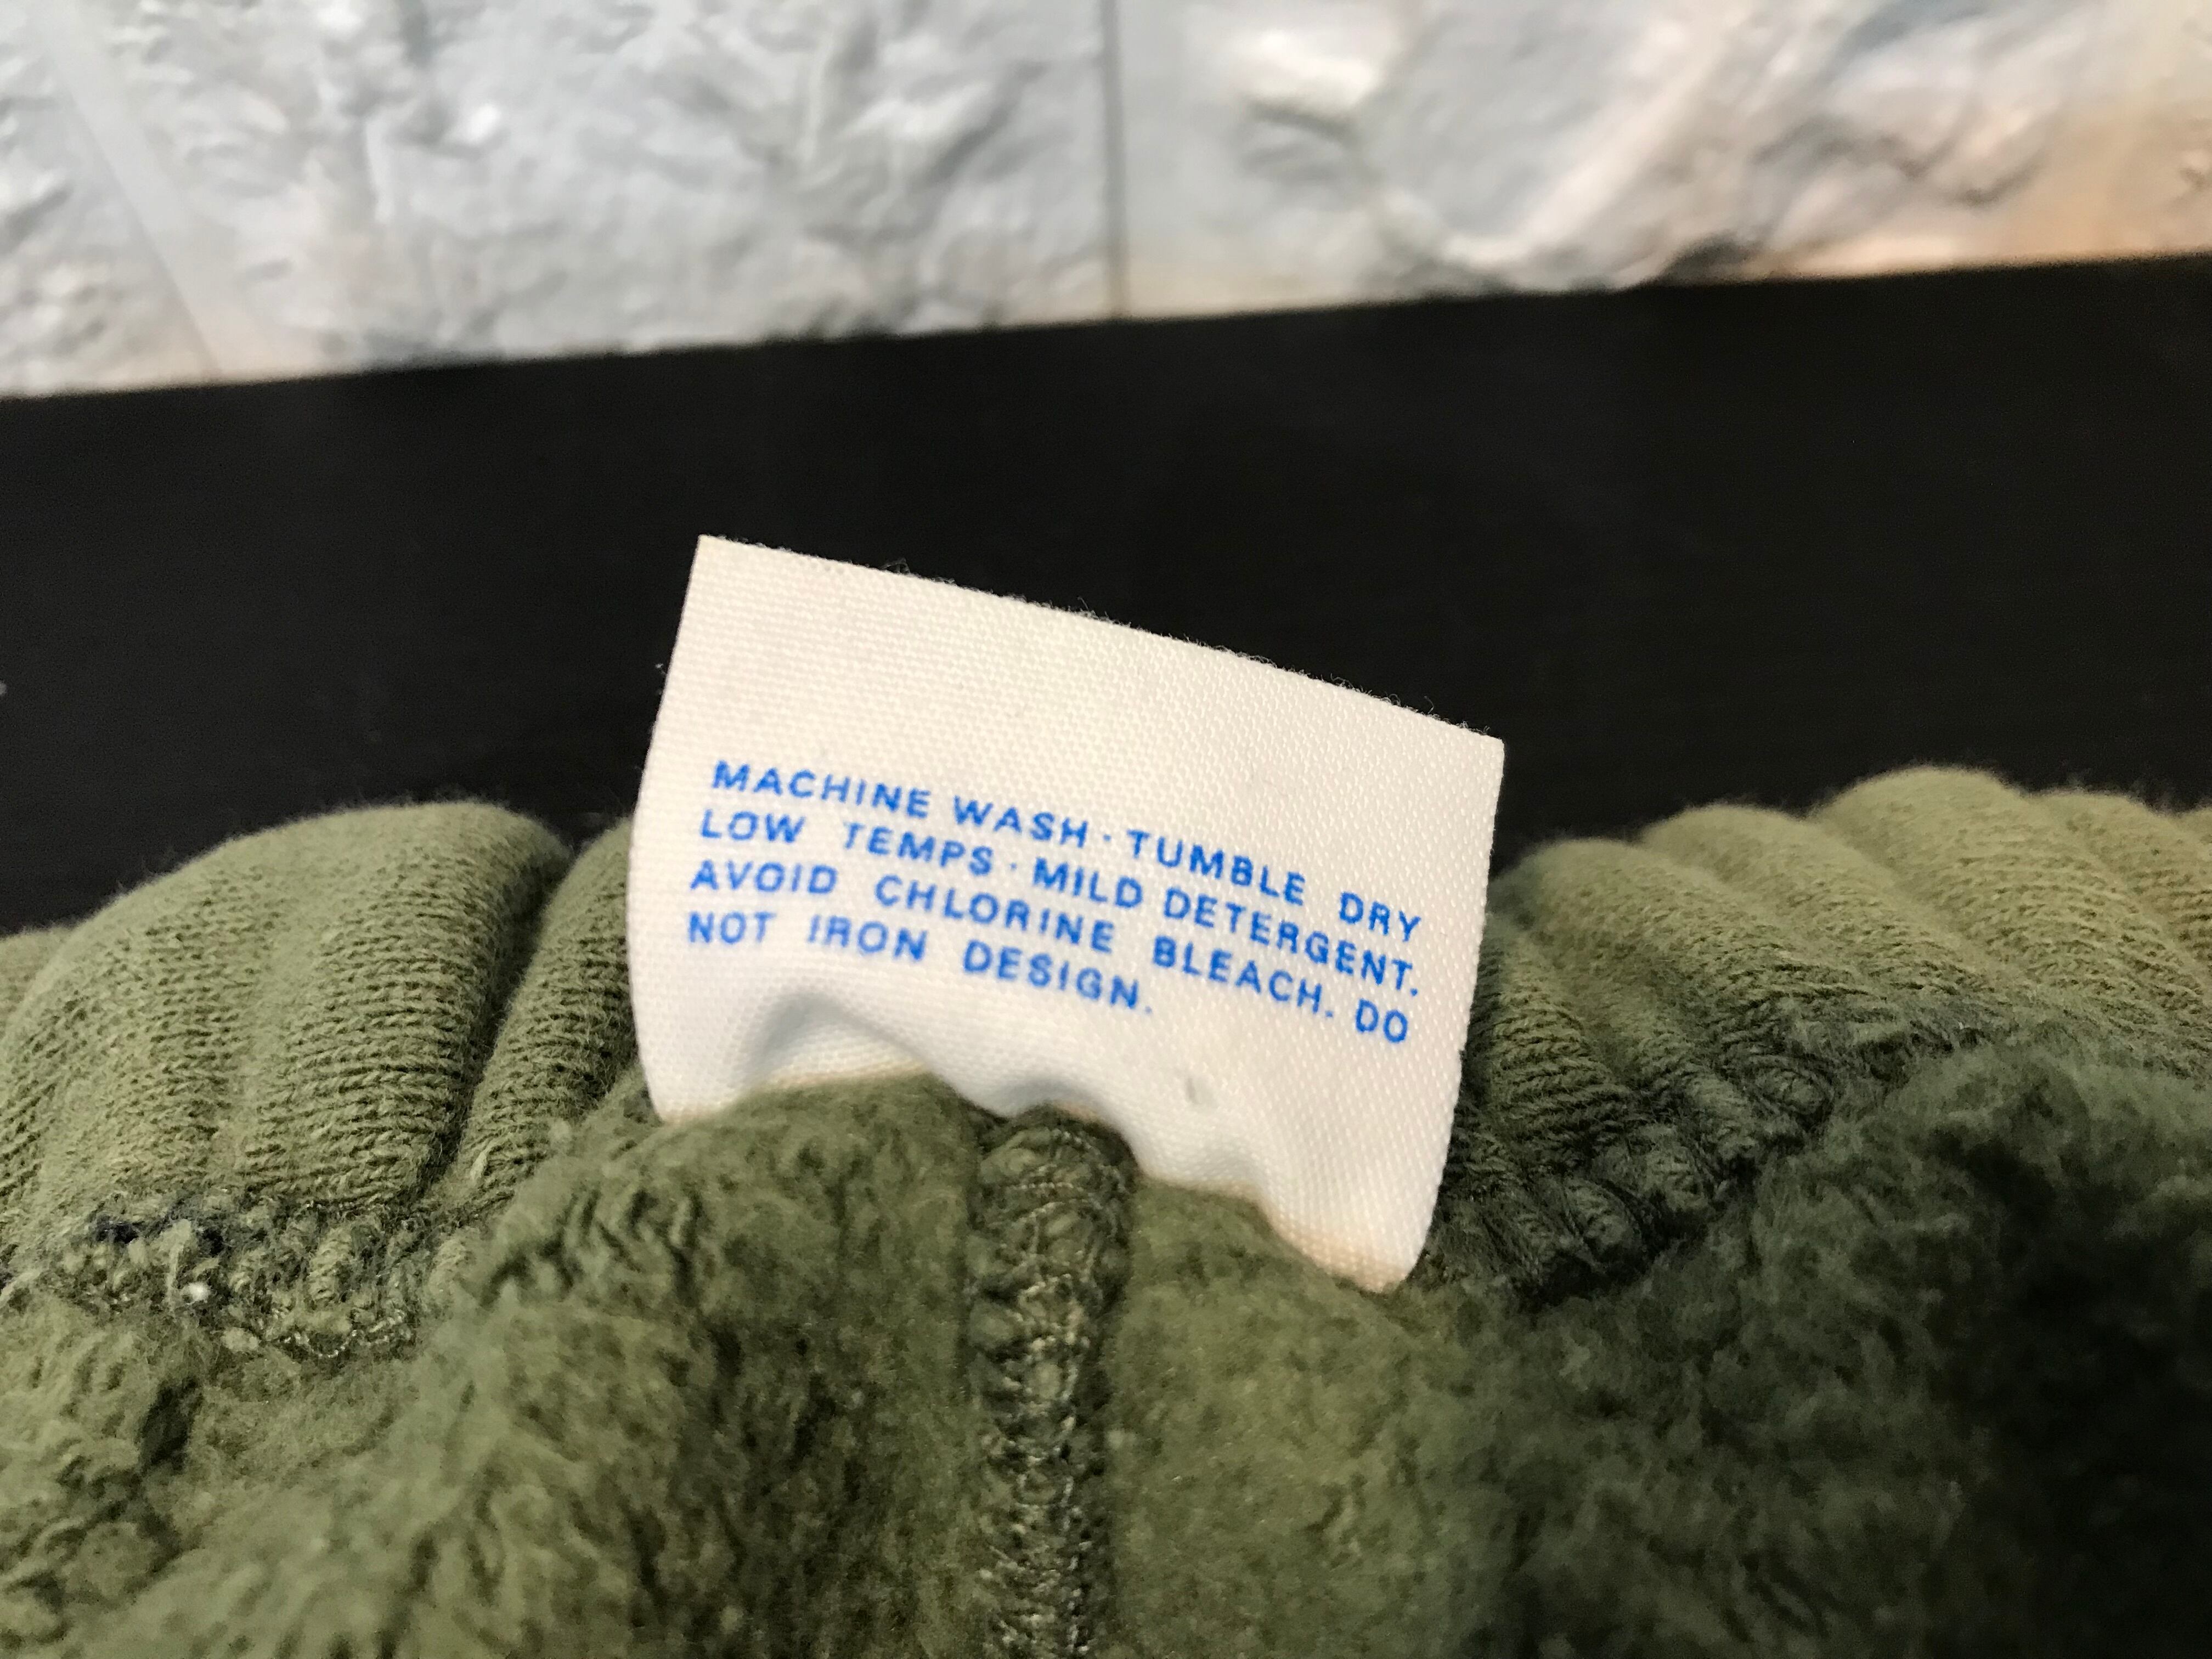 MACHINE WASH · TUMBLE DRY
LOW TEMPS · MILD DETERGENT.
AVOID CHLORINE BLEACH. DO
NOT IRON DESIGN.